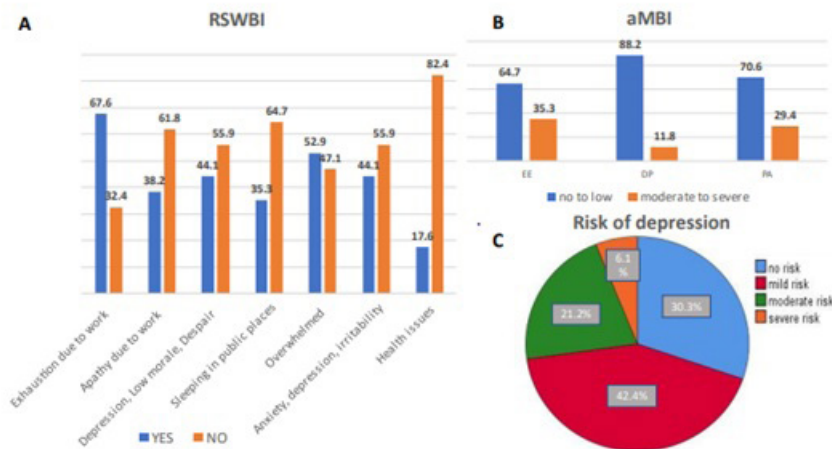 A
RSWBI
67.6
32.4
38.2
61.8
44.1
55.9
35.3
64.7
52.9
47.1
44.1
55.9
17.6
82.4
Exhaustion due to work
Apathy due to work
Depression, Low morale, Despair
Sleeping in public places
Overwhelmed
Anxiety, depression, irritability
Health issues
YES NO
B
aMBI
64.7
35.3
88.2
11.8
70.6
29.4
EE DP PA
no to low moderate to severe
Risk of depression
C
6.1
%
30.3%
21.2%
42.4%
no risk
mild risk
moderate risk
severe risk